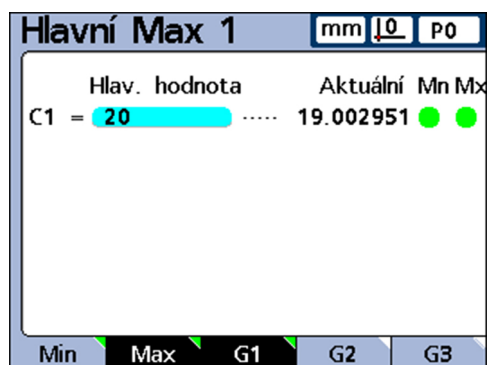 Hlavní Max 1 mm 0 P0
Hlav. hodnota Aktuální Mn Mx
C1 = 20 ..... 19.002951
Min Max G1 G2 G3